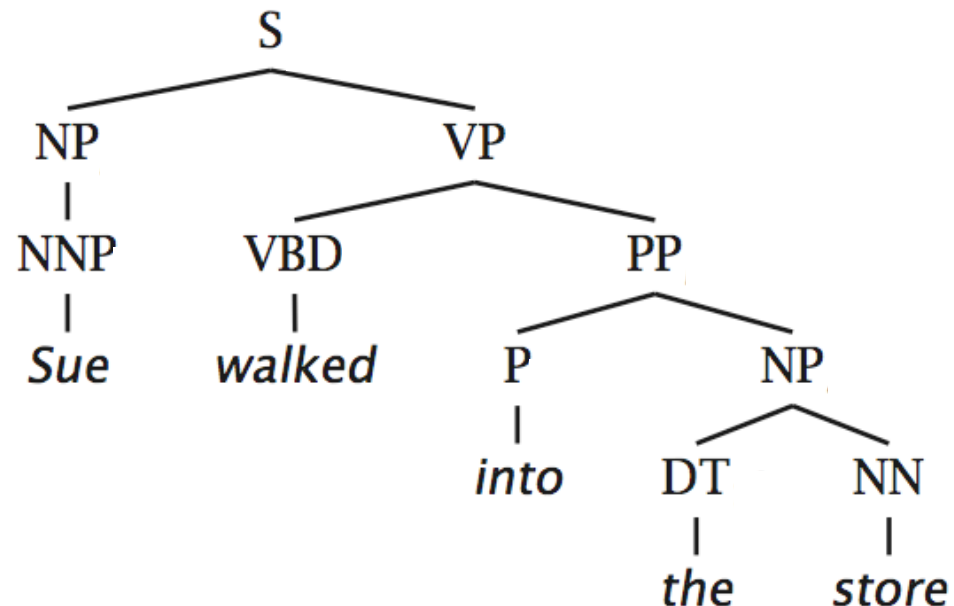 S
NP VP
NNP VBD PP
Sue walked P NP
into DT NN
the store